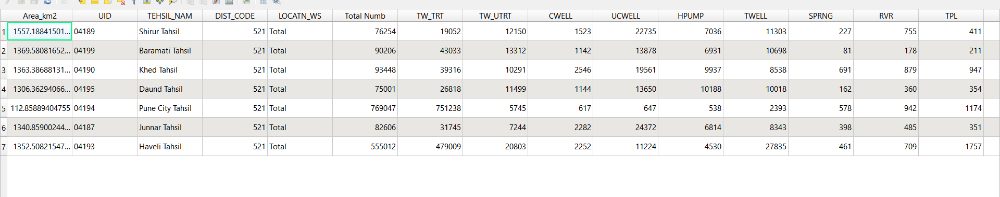 Area_km2 UID TEHSIL_NAM DIST_CODE LOCATN_WS Total Numb TW_TRT TW_UTRT CWELL UCWELL HPUMP TWELL SPRNG RVR TPL
1 1557.18841501... 04189 Shirur Tahsil 521 Total 76254 19052 12150 1523 22735 7036 11303 227 755 411
2 1369.58081652... 04199 Baramati Tahsil 521 Total 90206 43033 13312 1142 13878 6931 10698 81 178 211
3 1363.38688131... 04190 Khed Tahsil 521 Total 93448 39316 10291 2546 19561 9937 8538 691 879 947
4 1306.36294066... 04195 Daund Tahsil 521 Total 75001 26818 11499 1144 13650 10188 10018 162 360 354
5 112.85889404755 04194 Pune City Tahsil 521 Total 769047 751238 5745 617 647 538 2393 578 942 1174
6 1340.85900244... 04187 Junnar Tahsil 521 Total 82606 31745 7244 2282 24372 6814 8343 398 485 351
7 1352.50821547... 04193 Haveli Tahsil 521 Total 555012 479009 20803 2252 11224 4530 27835 461 709 1757